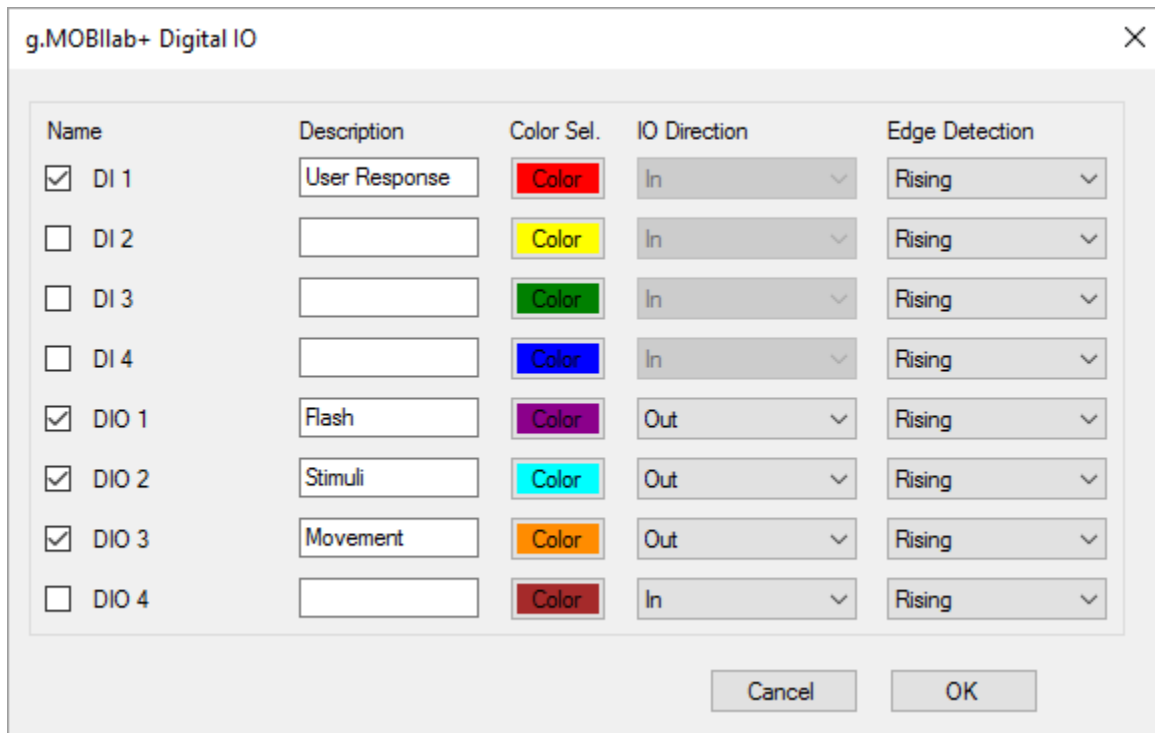 g.MOBIlab+ Digital IO
Name Description Color Sel. IO Direction Edge Detection
DI 1 User Response Color In Rising
DI 2 Color In Rising
DI 3 Color In Rising
DI 4 Color In Rising
DIO 1 Flash Color Out Rising
DIO 2 Stimuli Color Out Rising
DIO 3 Movement Color Out Rising
DIO 4 Color In Rising
Cancel OK